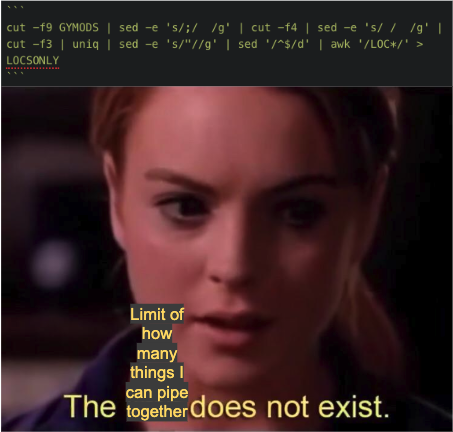 ```
cut -f9 GYMODS | sed -e 's/;/  /g' | cut -f4 | sed -e 's/ /  /g' |
cut -f3 | uniq | sed -e 's/"//g' | sed '/^$/d' | awk '/LOC*/' >
LOCSONLY
```
Limit of
how
many
things I
can pipe
together
The does not exist.